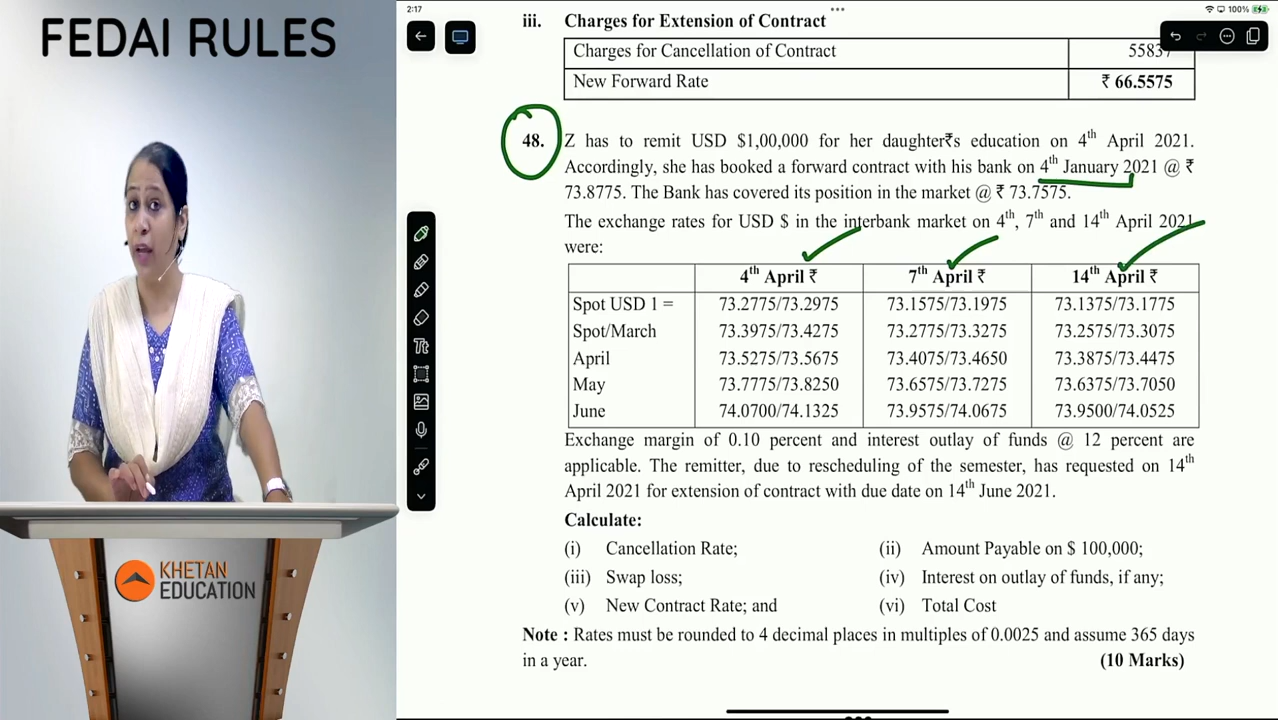 FEDAI RULES
2:17
100%
iii. Charges for Extension of Contract
Charges for Cancellation of Contract 55837
New Forward Rate ₹ 66.5575
48. Z has to remit USD $1,00,000 for her daughter₹s education on 4th April 2021.
Accordingly, she has booked a forward contract with his bank on 4th January 2021 @ ₹
73.8775. The Bank has covered its position in the market @ ₹ 73.7575.
The exchange rates for USD $ in the interbank market on 4th, 7th and 14th April 2021
were:
4th April ₹ 7th April ₹ 14th April ₹
Spot USD 1 = 73.2775/73.2975 73.1575/73.1975 73.1375/73.1775
Spot/March 73.3975/73.4275 73.2775/73.3275 73.2575/73.3075
April 73.5275/73.5675 73.4075/73.4650 73.3875/73.4475
May 73.7775/73.8250 73.6575/73.7275 73.6375/73.7050
June 74.0700/74.1325 73.9575/74.0675 73.9500/74.0525
Exchange margin of 0.10 percent and interest outlay of funds @ 12 percent are
applicable. The remitter, due to rescheduling of the semester, has requested on 14th
April 2021 for extension of contract with due date on 14th June 2021.
Calculate:
(i) Cancellation Rate; (ii) Amount Payable on $ 100,000;
(iii) Swap loss; (iv) Interest on outlay of funds, if any;
(v) New Contract Rate; and (vi) Total Cost
Note : Rates must be rounded to 4 decimal places in multiples of 0.0025 and assume 365 days
in a year. (10 Marks)
KHETAN
EDUCATION